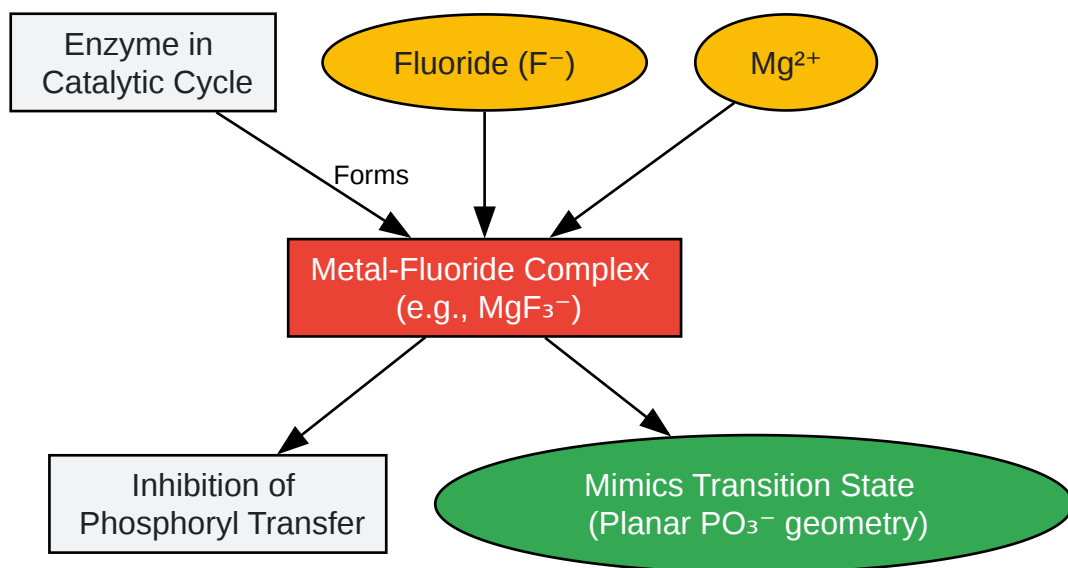 Enzyme in
Catalytic Cycle
Fluoride (F⁻)
Mg²⁺
Forms
Metal-Fluoride Complex
(e.g., MgF₃⁻)
Inhibition of
Phosphoryl Transfer
Mimics Transition State
(Planar PO₃⁻ geometry)